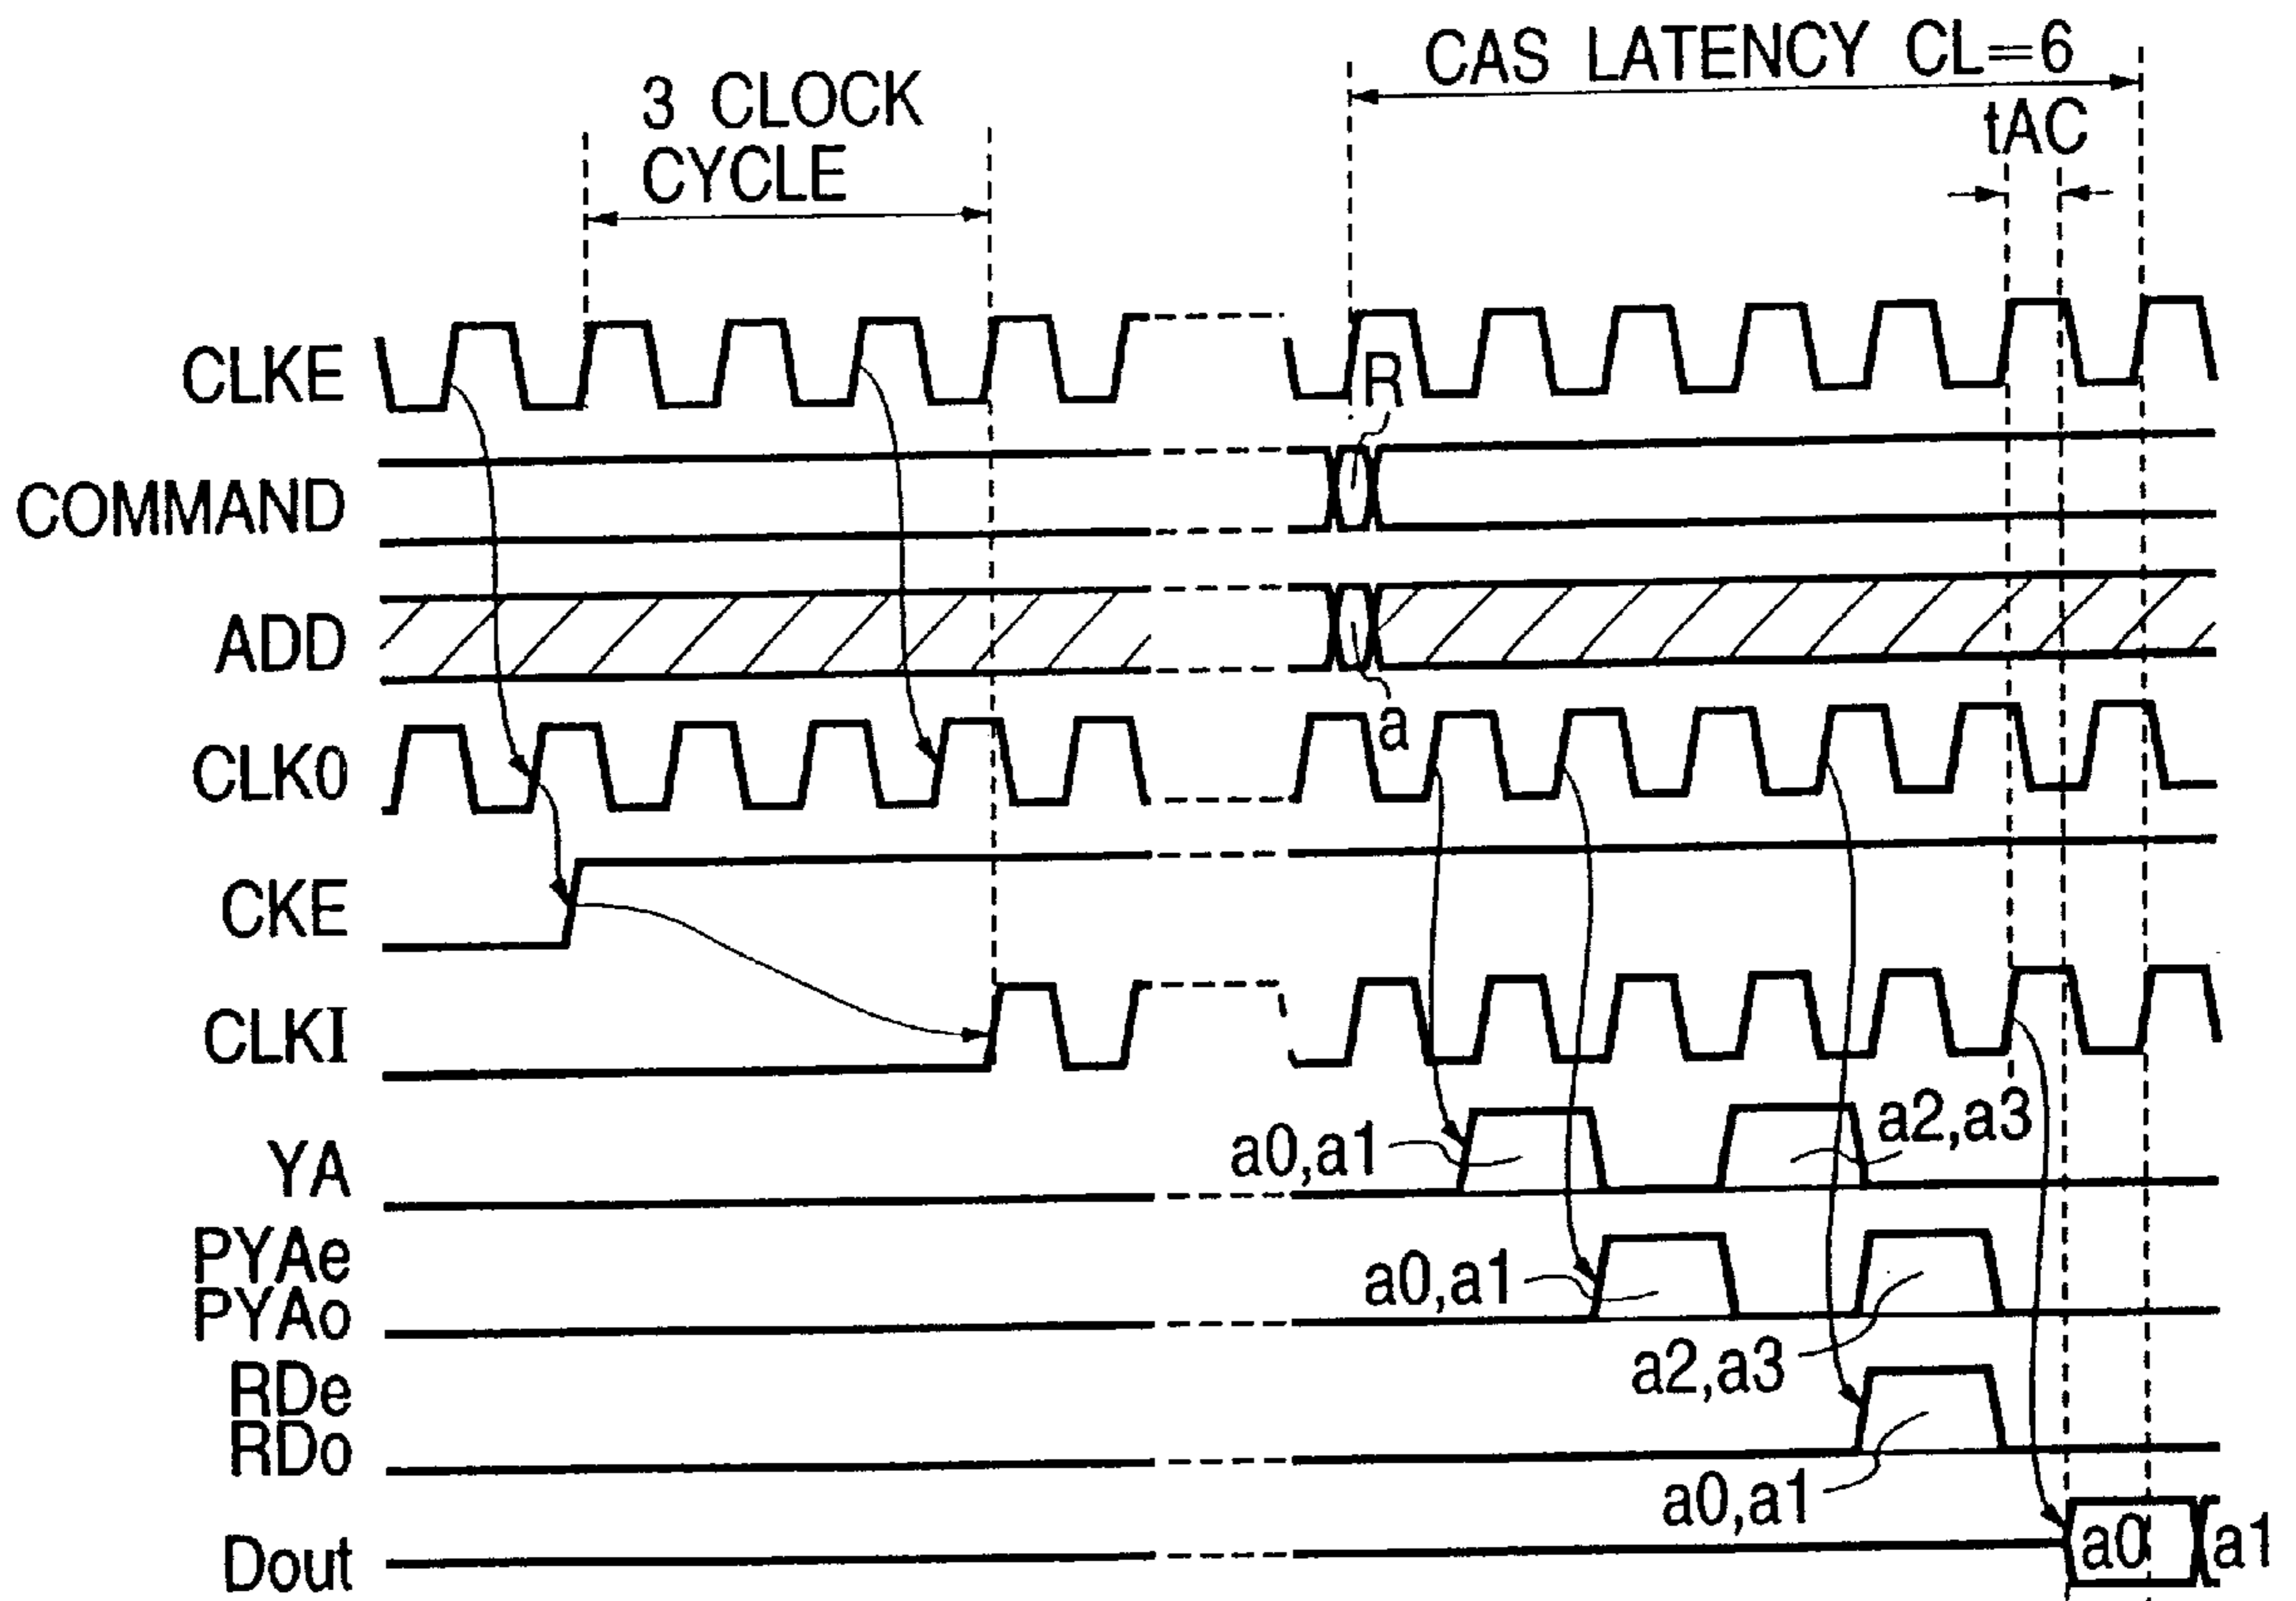 CAS LATENCY CL=6
3 CLOCK
CYCLE
tAC
CLKE
R
COMMAND
ADD
a
CLK0
CKE
CLKI
YA
a0,a1
a2,a3
PYAe
PYAo
a0,a1
a2,a3
RDe
RDo
a0,a1
Dout
a0
a1